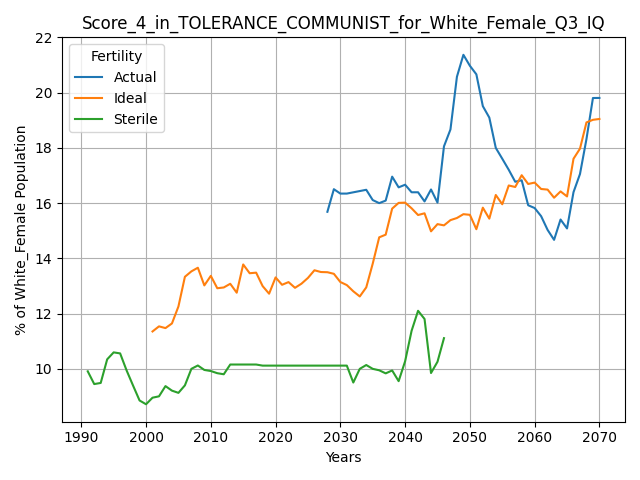 Score_4_in_TOLERANCE_COMMUNIST_for_White_Female_Q3_IQ
Fertility
Actual
Ideal
Sterile
% of White_Female Population
22
20
18
16
14
12
10
1990 2000 2010 2020 2030 2040 2050 2060 2070
Years